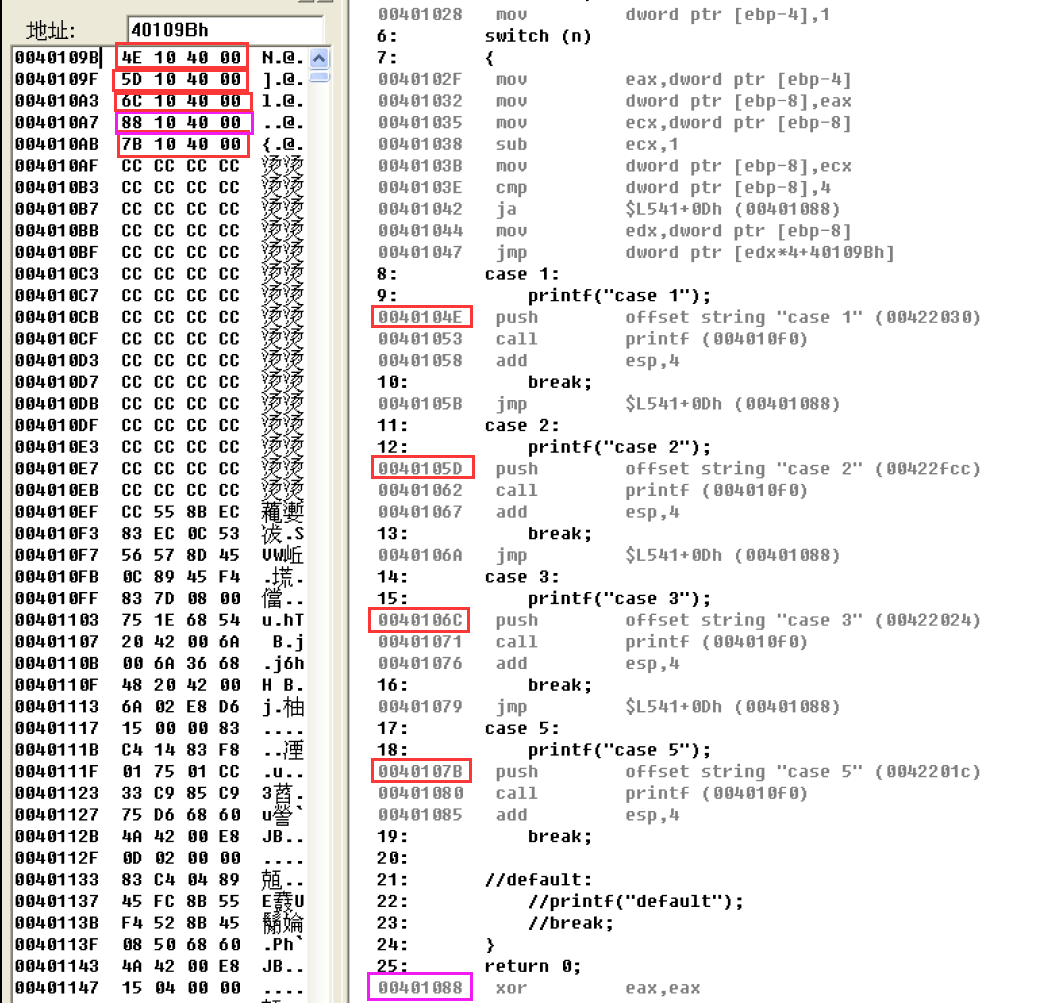 地址: 40109Bh
0040109B 4E 10 40 00 N.@.
0040109F 5D 10 40 00 ].@.
004010A3 6C 10 40 00 l.@.
004010A7 88 10 40 00 ..@.
004010AB 7B 10 40 00 {.@.
004010AF CC CC CC CC 烫烫
004010B3 CC CC CC CC 烫烫
004010B7 CC CC CC CC 烫烫
004010BB CC CC CC CC 烫烫
004010BF CC CC CC CC 烫烫
004010C3 CC CC CC CC 烫烫
004010C7 CC CC CC CC 烫烫
004010CB CC CC CC CC 烫烫
004010CF CC CC CC CC 烫烫
004010D3 CC CC CC CC 烫烫
004010D7 CC CC CC CC 烫烫
004010DB CC CC CC CC 烫烫
004010DF CC CC CC CC 烫烫
004010E3 CC CC CC CC 烫烫
004010E7 CC CC CC CC 烫烫
004010EB CC CC CC CC 烫烫
004010EF CC 55 8B EC
004010F3 83 EC 0C 53 .S
004010F7 56 57 8D 45 VW岴
004010FB 0C 89 45 F4 .塃.
004010FF 83 7D 08 00 儅..
00401103 75 1E 68 54 u.hT
00401107 20 42 00 6A B.j
0040110B 00 6A 36 68 .j6h
0040110F 48 20 42 00 H B.
00401113 6A 02 E8 D6 j.柚
00401117 15 00 00 83 ....
0040111B C4 14 83 F8 ..凐
0040111F 01 75 01 CC .u..
00401123 33 C9 85 C9 3蓞.
00401127 75 D6 68 60 u謍`
0040112B 4A 42 00 E8 JB..
0040112F 0D 02 00 00 ....
00401133 83 C4 04 89 兡..
00401137 45 FC 8B 55 E鼖U
0040113B F4 52 8B 45
0040113F 08 50 68 60 .Ph`
00401143 4A 42 00 E8 JB..
00401147 15 04 00 00 ....
00401028 mov dword ptr [ebp-4],1
6: switch (n)
7: {
0040102F mov eax,dword ptr [ebp-4]
00401032 mov dword ptr [ebp-8],eax
00401035 mov ecx,dword ptr [ebp-8]
00401038 sub ecx,1
0040103B mov dword ptr [ebp-8],ecx
0040103E cmp dword ptr [ebp-8],4
00401042 ja $L541+0Dh (00401088)
00401044 mov edx,dword ptr [ebp-8]
00401047 jmp dword ptr [edx*4+40109Bh]
8: case 1:
9: printf("case 1");
0040104E push offset string "case 1" (00422030)
00401053 call printf (004010f0)
00401058 add esp,4
10: break;
0040105B jmp $L541+0Dh (00401088)
11: case 2:
12: printf("case 2");
0040105D push offset string "case 2" (00422fcc)
00401062 call printf (004010f0)
00401067 add esp,4
13: break;
0040106A jmp $L541+0Dh (00401088)
14: case 3:
15: printf("case 3");
0040106C push offset string "case 3" (00422024)
00401071 call printf (004010f0)
00401076 add esp,4
16: break;
00401079 jmp $L541+0Dh (00401088)
17: case 5:
18: printf("case 5");
0040107B push offset string "case 5" (0042201c)
00401080 call printf (004010f0)
00401085 add esp,4
19: break;
20:
21: //default:
22: //printf("default");
23: //break;
24: }
25: return 0;
00401088 xor eax,eax